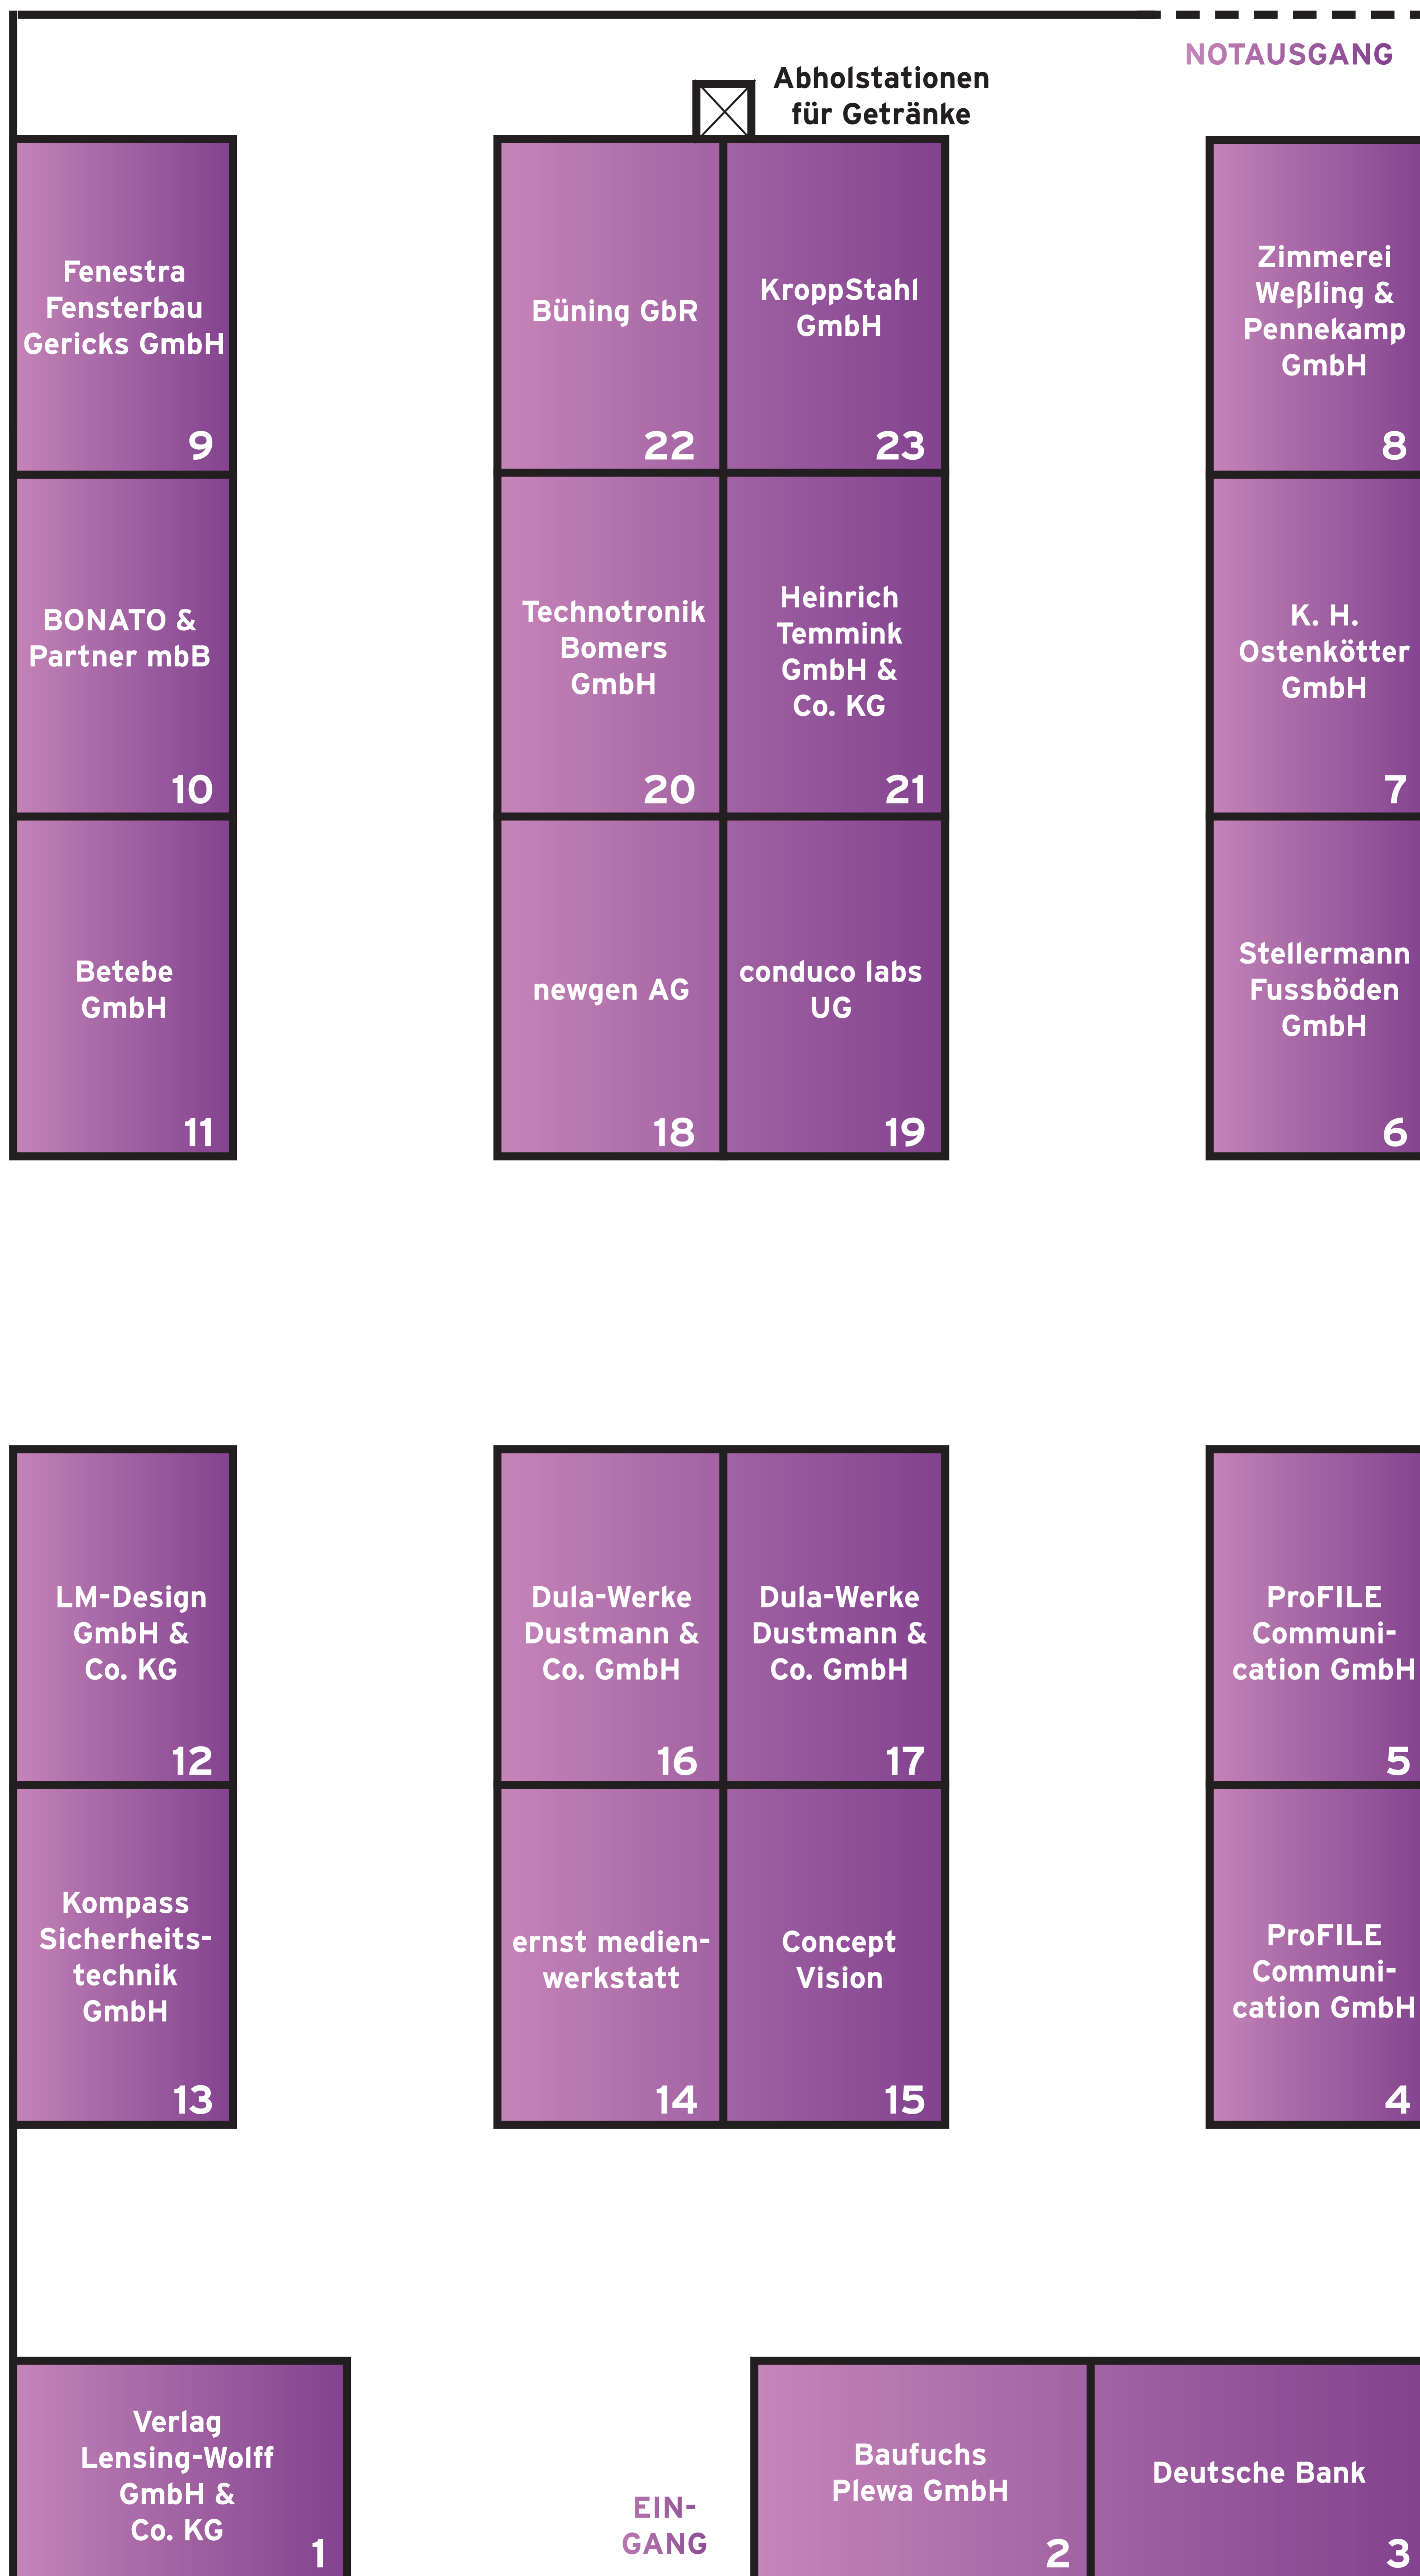 NOTAUSGANG
Abholstationen
für Getränke
Fenestra
Fensterbau
Gericks GmbH
9
Büning GbR
22
KroppStahl
GmbH
23
Zimmerei
Weßling &
Pennekamp
GmbH
8
BONATO &
Partner mbB
10
Technotronik
Bomers
GmbH
20
Heinrich
Temmink
GmbH &
Co. KG
21
K. H.
Ostenkötter
GmbH
7
Betebe
GmbH
11
newgen AG
18
conduco labs
UG
19
Stellermann
Fussböden
GmbH
6
LM-Design
GmbH &
Co. KG
12
Dula-Werke
Dustmann &
Co. GmbH
16
Dula-Werke
Dustmann &
Co. GmbH
17
ProFILE
Communi-
cation GmbH
5
Kompass
Sicherheits-
technik
GmbH
13
ernst medien-
werkstatt
14
Concept
Vision
15
ProFILE
Communi-
cation GmbH
4
Verlag
Lensing-Wolff
GmbH &
Co. KG
1
EIN-
GANG
Baufuchs
Plewa GmbH
2
Deutsche Bank
3